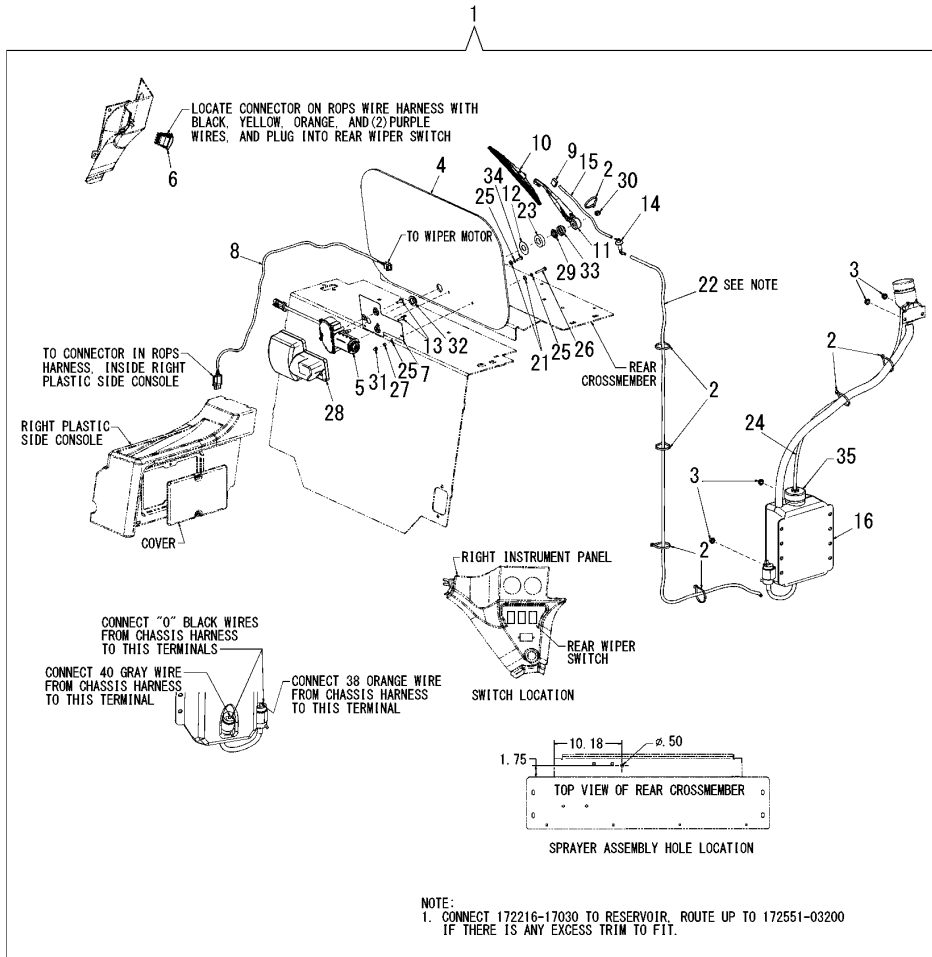 1
LOCATE CONNECTOR ON ROPS WIRE HARNESS WITH
BLACK, YELLOW, ORANGE, AND(2)PURPLE
WIRES, AND PLUG INTO REAR WIPER SWITCH
6
4
10
9
15
2
30
34
12
25
23
14
11
29
33
TO WIPER MOTOR
8
3
22 SEE NOTE
13
32
21
25
26
REAR
CROSSMEMBER
TO CONNECTOR IN ROPS
HARNESS, INSIDE RIGHT
PLASTIC SIDE CONSOLE
28
5
31
27
25
7
2
2
24
35
3
16
RIGHT PLASTIC
SIDE CONSOLE
COVER
2
RIGHT INSTRUMENT PANEL
REAR WIPER
SWITCH
SWITCH LOCATION
CONNECT "0" BLACK WIRES
FROM CHASSIS HARNESS
TO THIS TERMINALS
CONNECT 40 GRAY WIRE
FROM CHASSIS HARNESS
TO THIS TERMINAL
CONNECT 38 ORANGE WIRE
FROM CHASSIS HARNESS
TO THIS TERMINAL
10.18
ø.50
1.75
TOP VIEW OF REAR CROSSMEMBER
SPRAYER ASSEMBLY HOLE LOCATION
NOTE:
1. CONNECT 172216-17030 TO RESERVOIR, ROUTE UP TO 172551-03200
IF THERE IS ANY EXCESS TRIM TO FIT.